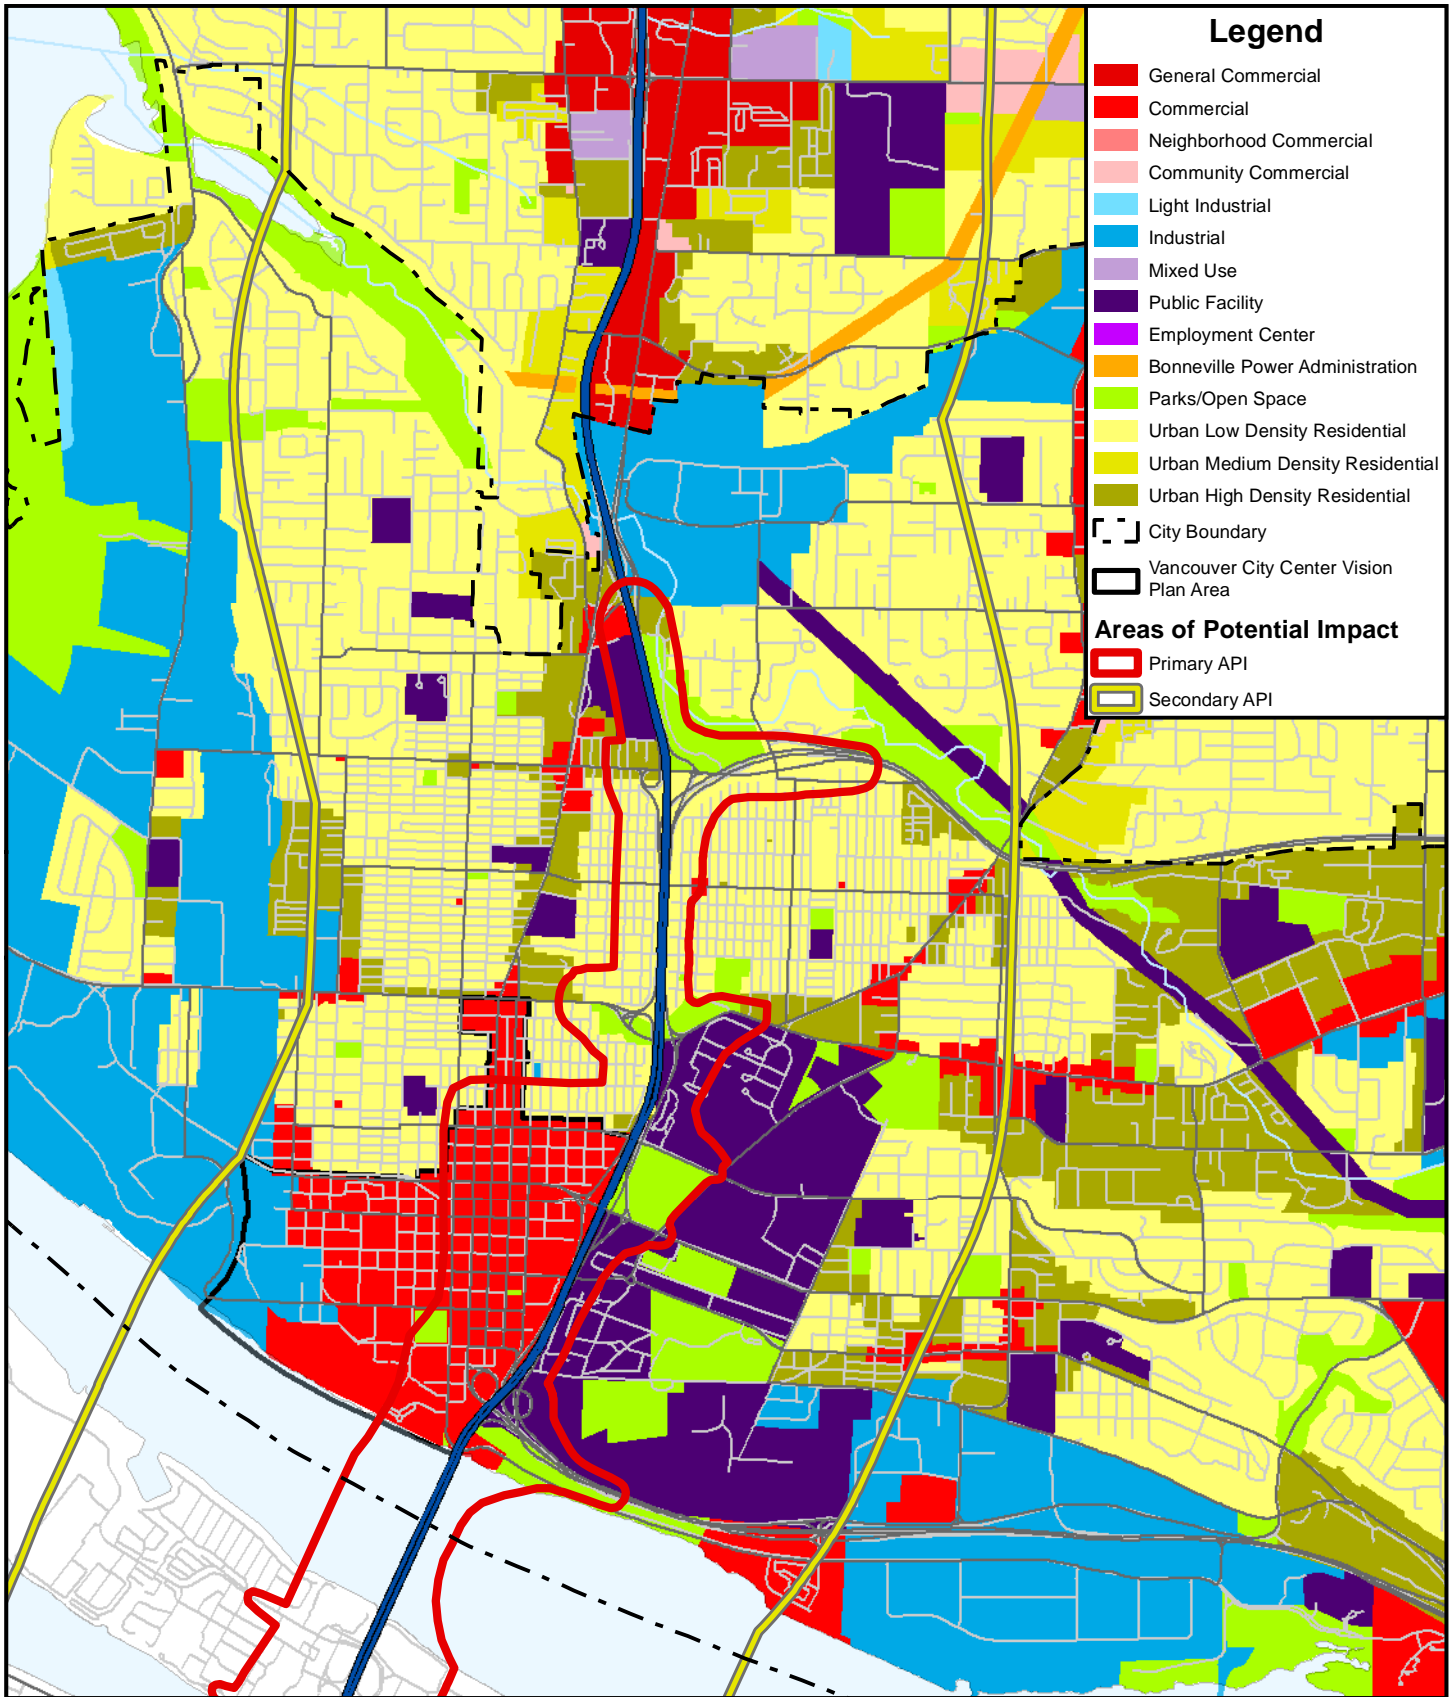 Legend
General Commercial
Commercial
Neighborhood Commercial
Community Commercial
Light Industrial
Industrial
Mixed Use
Public Facility
Employment Center
Bonneville Power Administration
Parks/Open Space
Urban Low Density Residential
Urban Medium Density Residential
Urban High Density Residential
City Boundary
Vancouver City Center Vision
Plan Area
Areas of Potential Impact
Primary API
Secondary API